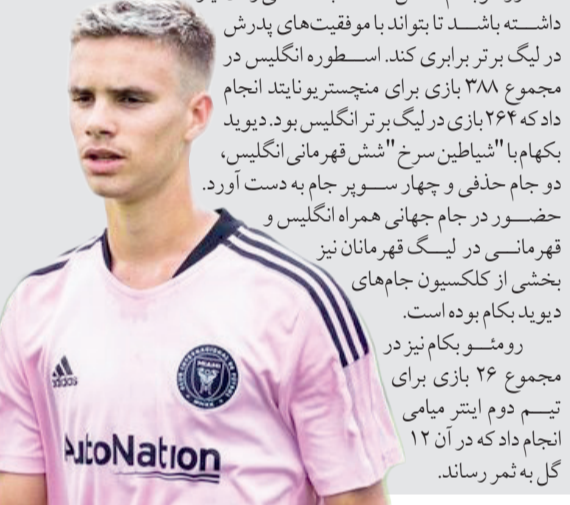 داشته باشد تا بتواند با موفقیت‌های پدرش
در لیگ برتر برابری کند. اسطوره انگلیس در
مجموع ۳۸۸ بازی برای منچستریونایتد انجام
داد که ۲۶۴ بازی در لیگ برتر انگلیس بود. دیوید
بکهام با "شیاطین سرخ" شش قهرمانی انگلیس،
دو جام حذفی و چهار سوپر جام به دست آورد.
حضور در جام جهانی همراه انگلیس و
قهرمانی در لیگ قهرمانان نیز
بخشی از کلکسیون جام‌های
دیوید بکام بوده است.
رومئو بکام نیز در
مجموع ۲۶ بازی برای
تیم دوم اینتر میامی
انجام داد که در آن ۱۲
گل به ثمر رساند.
adidas
MIAMI
AutoNation